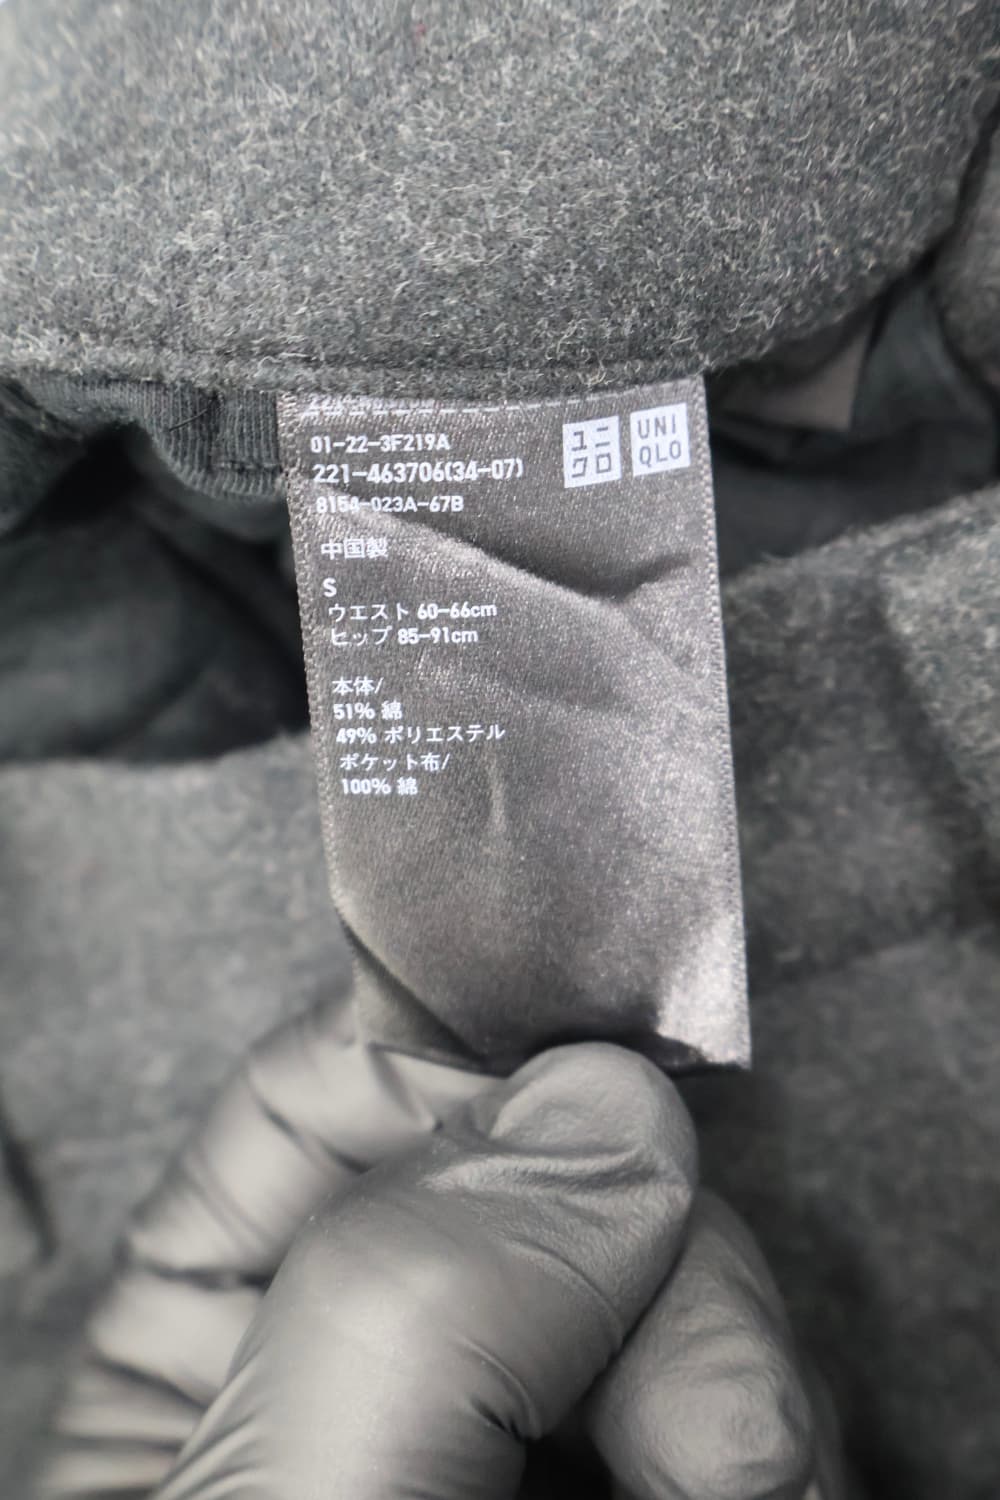 01-22-3F219A
221-463706(34-07)
8154-023A-67B
ユニ
クロ
UNI
QLO
中国製
S
ウエスト 60-66cm
ヒップ 85-91cm
本体/
51% 綿
49% ポリエステル
ポケット布/
100% 綿